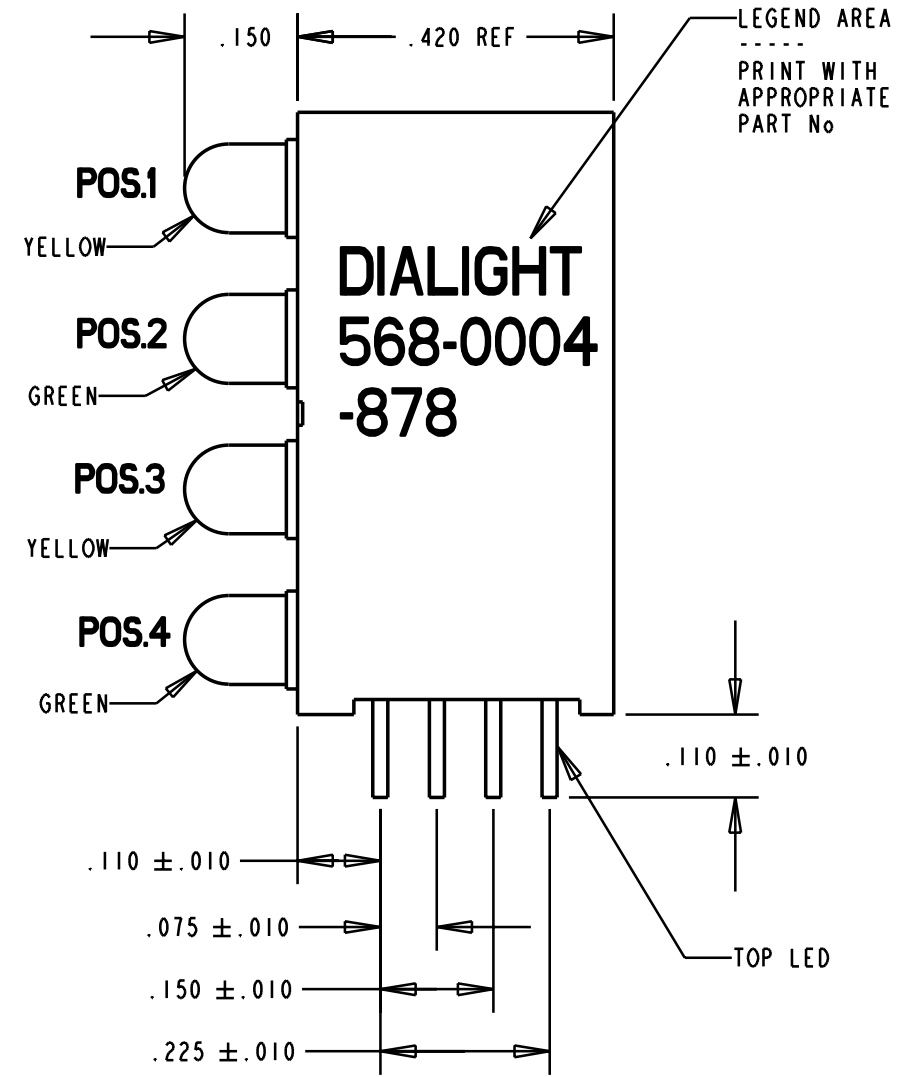 .150
.420 REF
LEGEND AREA
-----
PRINT WITH
APPROPRIATE
PART No
POS.1
YELLOW
DIALIGHT
568-0004
-878
POS.2
GREEN
POS.3
YELLOW
POS.4
GREEN
.110 ±.010
.110 ±.010
.075 ±.010
TOP LED
.150 ±.010
.225 ±.010